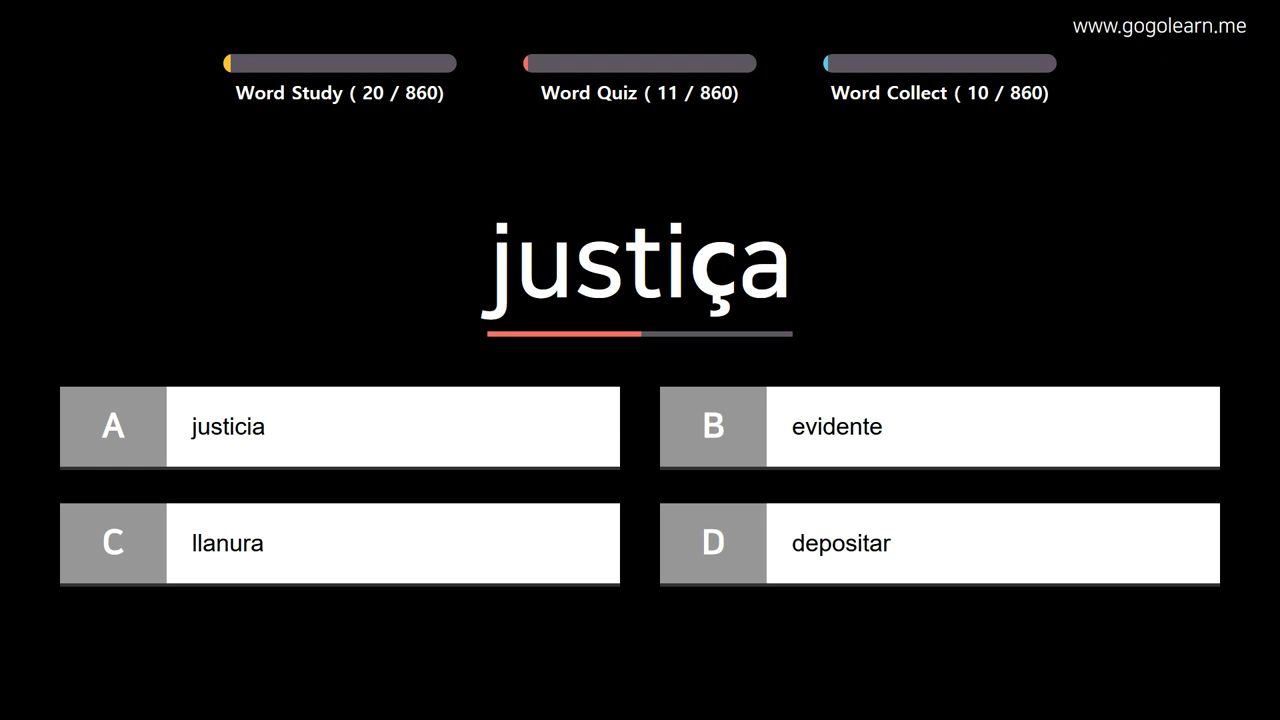 www.gogolearn.me
Word Study ( 20 / 860)
Word Quiz ( 11 / 860)
Word Collect ( 10 / 860)
justiça
A justicia
B evidente
C llanura
D depositar